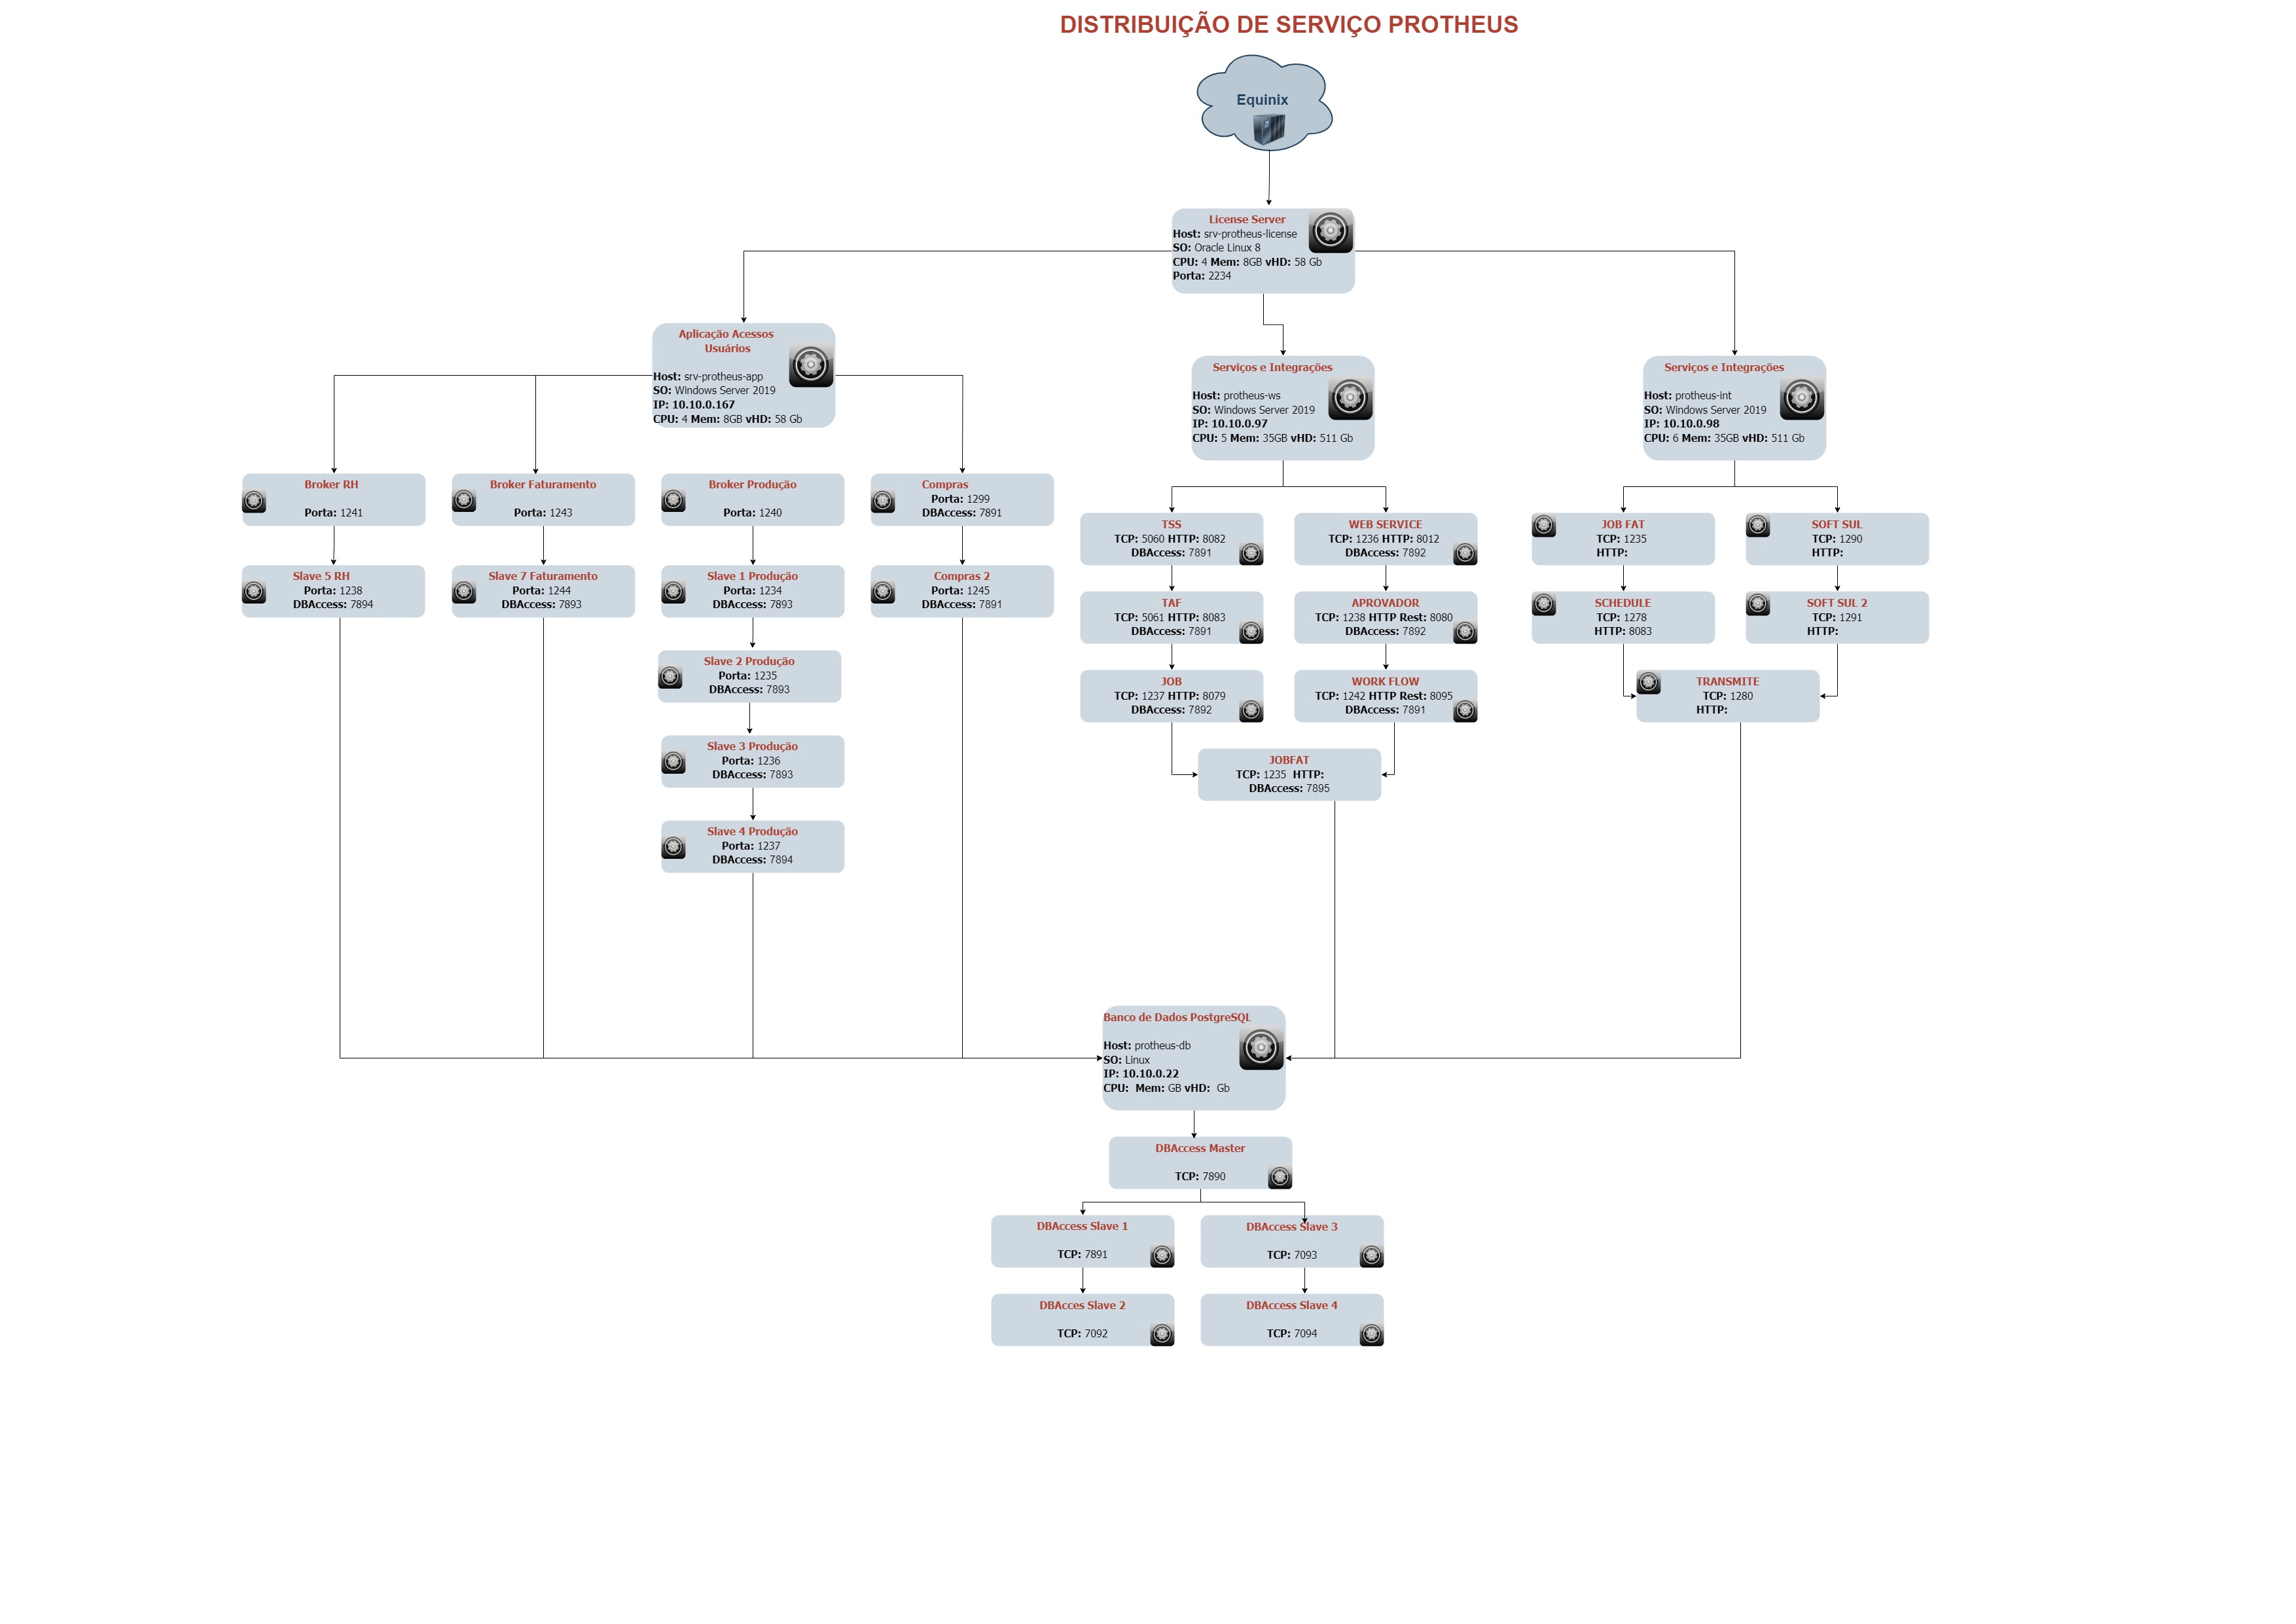 DISTRIBUIÇÃO DE SERVIÇO PROTHEUS
Equinix
License Server
Host: srv-protheus-license
SO: Oracle Linux 8
CPU: 4 Mem: 8GB vHD: 58 Gb
Porta: 2234
Aplicação Acessos
Usuários
Host: srv-protheus-app
SO: Windows Server 2019
IP: 10.10.0.167
CPU: 4 Mem: 8GB vHD: 58 Gb
Serviços e Integrações
Host: protheus-ws
SO: Windows Server 2019
IP: 10.10.0.97
CPU: 5 Mem: 35GB vHD: 511 Gb
Serviços e Integrações
Host: protheus-int
SO: Windows Server 2019
IP: 10.10.0.98
CPU: 6 Mem: 35GB vHD: 511 Gb
Broker RH
Porta: 1241
Broker Faturamento
Porta: 1243
Broker Produção
Porta: 1240
Compras
Porta: 1299
DBAccess: 7891
Slave 5 RH
Porta: 1238
DBAccess: 7894
Slave 7 Faturamento
Porta: 1244
DBAccess: 7893
Slave 1 Produção
Porta: 1234
DBAccess: 7893
Compras 2
Porta: 1245
DBAccess: 7891
Slave 2 Produção
Porta: 1235
DBAccess: 7893
Slave 3 Produção
Porta: 1236
DBAccess: 7893
Slave 4 Produção
Porta: 1237
DBAccess: 7894
TSS
TCP: 5060 HTTP: 8082
DBAccess: 7891
WEB SERVICE
TCP: 1236 HTTP: 8012
DBAccess: 7892
TAF
TCP: 5061 HTTP: 8083
DBAccess: 7891
APROVADOR
TCP: 1238 HTTP Rest: 8080
DBAccess: 7892
JOB
TCP: 1237 HTTP: 8079
DBAccess: 7892
WORK FLOW
TCP: 1242 HTTP Rest: 8095
DBAccess: 7891
JOBFAT
TCP: 1235 HTTP:
DBAccess: 7895
JOB FAT
TCP: 1235
HTTP:
SOFT SUL
TCP: 1290
HTTP:
SCHEDULE
TCP: 1278
HTTP: 8083
SOFT SUL 2
TCP: 1291
HTTP:
TRANSMITE
TCP: 1280
HTTP:
Banco de Dados PostgreSQL
Host: protheus-db
SO: Linux
IP: 10.10.0.22
CPU: Mem: GB vHD: Gb
DBAccess Master
TCP: 7890
DBAccess Slave 1
TCP: 7891
DBAccess Slave 3
TCP: 7093
DBAcces Slave 2
TCP: 7092
DBAccess Slave 4
TCP: 7094